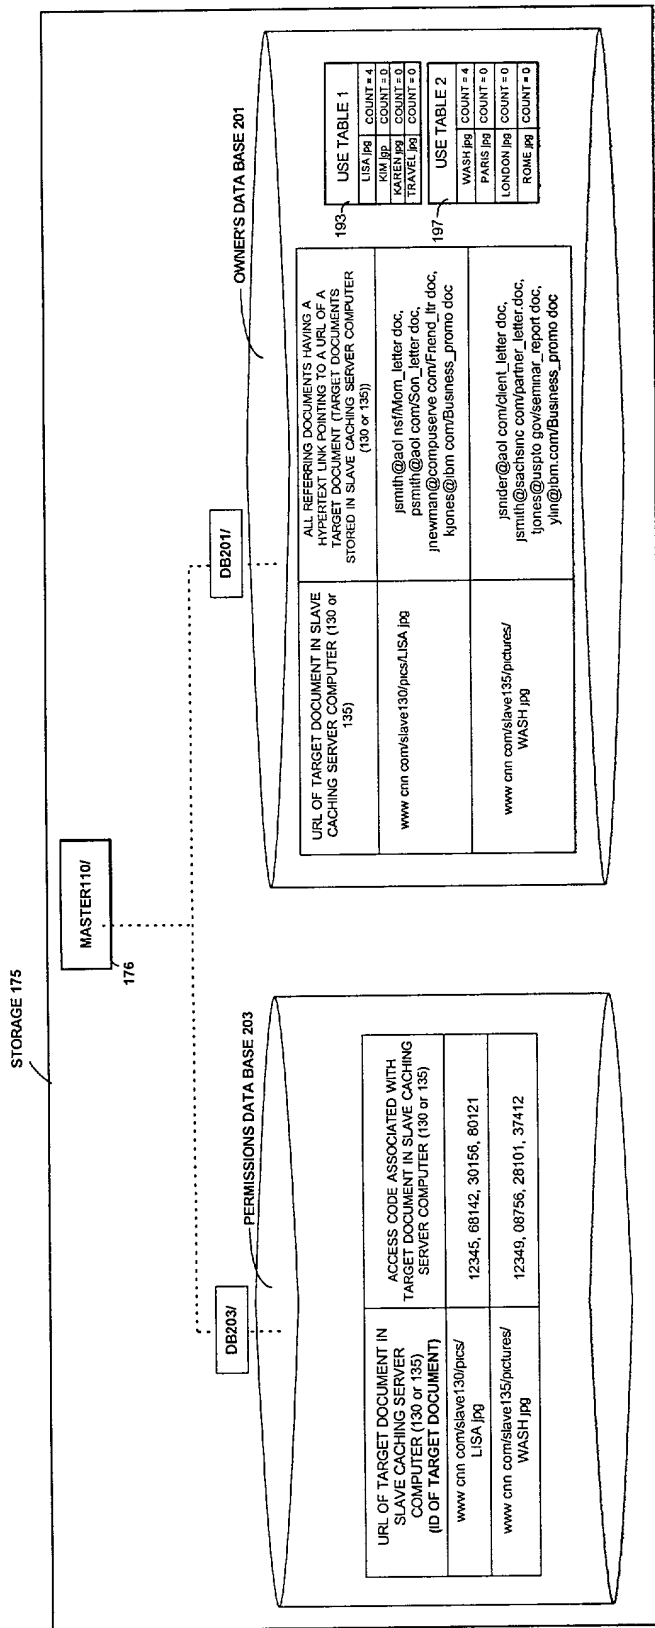 STORAGE 175
MASTER110/
176
DB203/
PERMISSIONS DATA BASE 203
URL OF TARGET DOCUMENT IN
SLAVE CACHING SERVER
COMPUTER (130 or 135)
(ID OF TARGET DOCUMENT)
ACCESS CODE ASSOCIATED WITH
TARGET DOCUMENT IN SLAVE CACHING
SERVER COMPUTER (130 or 135)
www cnn com/slave130/pics/
LISA jpg
12345, 68142, 30156, 80121
www cnn com/slave135/pictures/
WASH jpg
12349, 08756, 28101, 37412
DB201/
OWNER'S DATA BASE 201
URL OF TARGET DOCUMENT IN SLAVE
CACHING SERVER COMPUTER (130 or
135)
ALL REFERRING DOCUMENTS HAVING A
HYPERTEXT LINK POINTING TO A URL OF A
TARGET DOCUMENT (TARGET DOCUMENTS
STORED IN SLAVE CACHING SERVER COMPUTER
(130 or 135))
www cnn com/slave130/pics/LISA jpg
jsmith@aol nsf/Mom_letter doc,
psmith@aol com/Son_letter doc,
jnewman@compuserve com/Friend_ltr doc,
kjones@ibm com/Business_promo doc
www cnn com/slave135/pictures/
WASH jpg
jsnider@aol com/client_letter doc,
jsmith@sachsinc com/partner_letter.doc,
tjones@uspto gov/seminar_report doc,
ylin@ibm.com/Business_promo doc
193
USE TABLE 1
LISA jpg COUNT = 4
KIM jgp COUNT = 0
KAREN jpg COUNT = 0
TRAVEL jpg COUNT = 0
197
USE TABLE 2
WASH jpg COUNT = 4
PARIS jpg COUNT = 0
LONDON jpg COUNT = 0
ROME jpg COUNT = 0